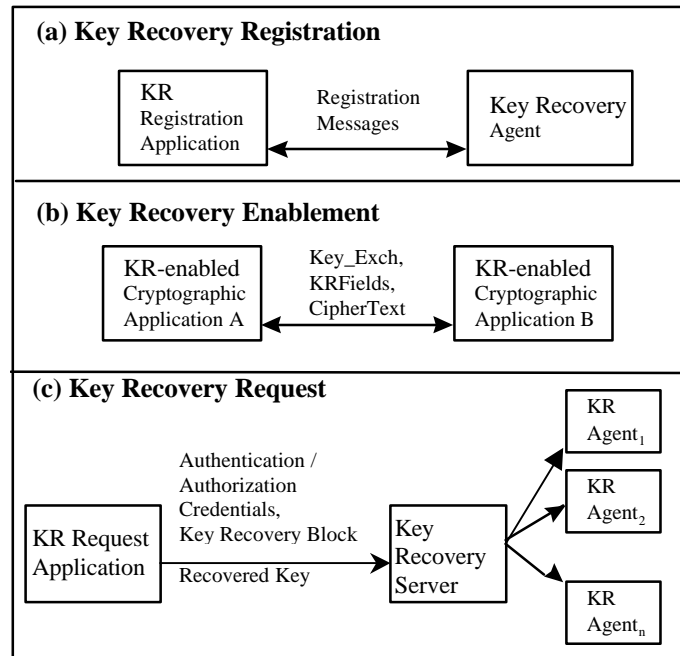 (a) Key Recovery Registration
KR
Registration
Application
Registration
Messages
Key Recovery
Agent
(b) Key Recovery Enablement
KR-enabled
Cryptographic
Application A
Key_Exch,
KRFields,
CipherText
KR-enabled
Cryptographic
Application B
(c) Key Recovery Request
KR Request
Application
Authentication /
Authorization
Credentials,
Key Recovery Block
Recovered Key
Key
Recovery
Server
KR
Agent₁
KR
Agent₂
KR
Agentₙ